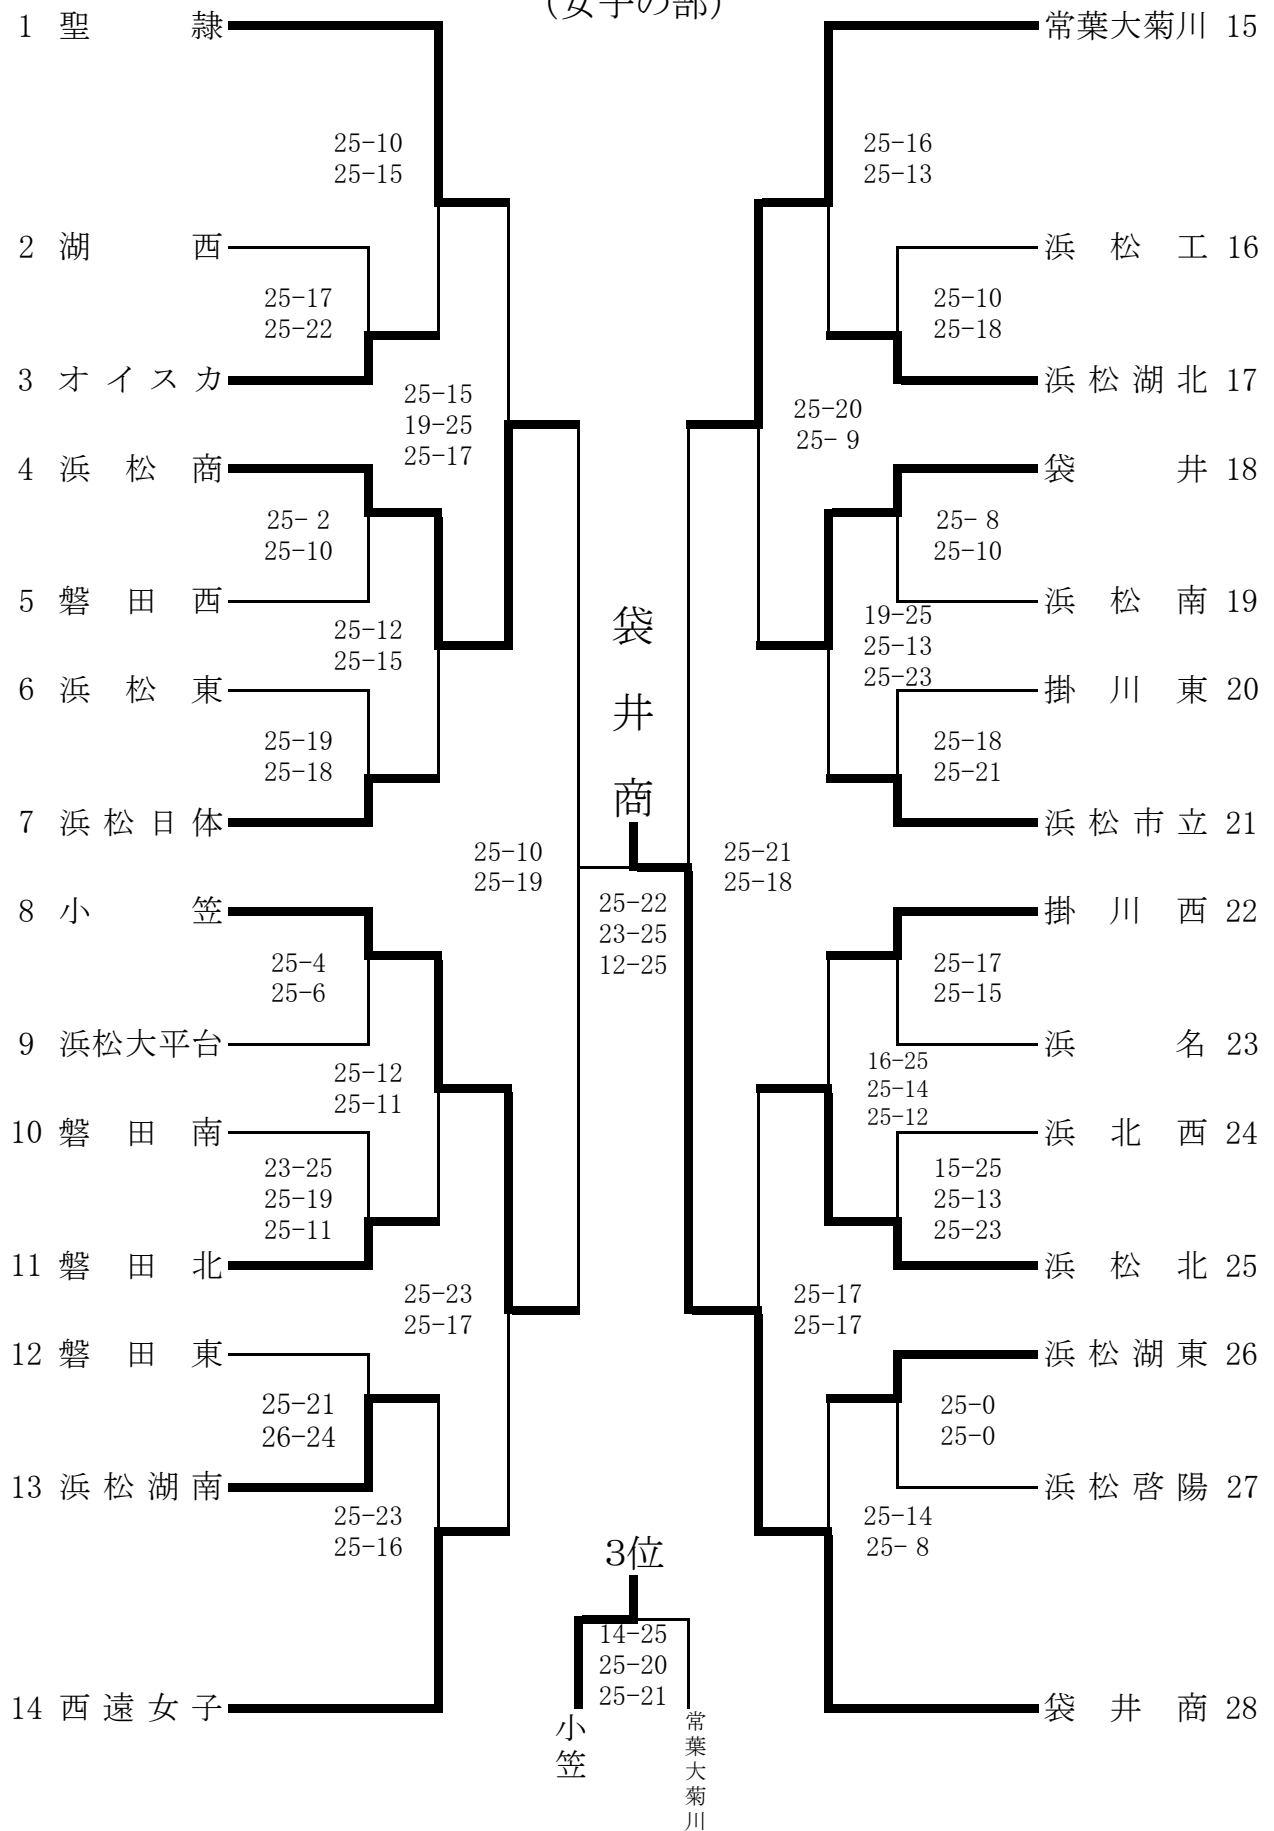 （女子の部）
1 聖　隷
常葉大菊川 15
25-10
25-15
25-16
25-13
2 湖　西
浜松工 16
25-17
25-22
25-10
25-18
3 オイスカ
浜松湖北 17
25-15
19-25
25-17
25-20
25- 9
4 浜松商
袋　井 18
25- 2
25-10
25- 8
25-10
5 磐田西
浜松南 19
25-12
25-15
袋井商
19-25
25-13
25-23
6 浜松東
掛川東 20
25-19
25-18
25-18
25-21
7 浜松日体
浜松市立 21
25-10
25-19
25-21
25-18
25-22
23-25
12-25
8 小　笠
掛川西 22
25-4
25-6
25-17
25-15
9 浜松大平台
浜　名 23
25-12
25-11
16-25
25-14
25-12
10 磐田南
浜北西 24
23-25
25-19
25-11
15-25
25-13
25-23
11 磐田北
浜松北 25
25-23
25-17
25-17
25-17
12 磐田東
浜松湖東 26
25-21
26-24
25-0
25-0
13 浜松湖南
浜松啓陽 27
25-23
25-16
25-14
25- 8
3位
14-25
25-20
25-21
14 西遠女子
袋井商 28
小笠
常葉大菊川